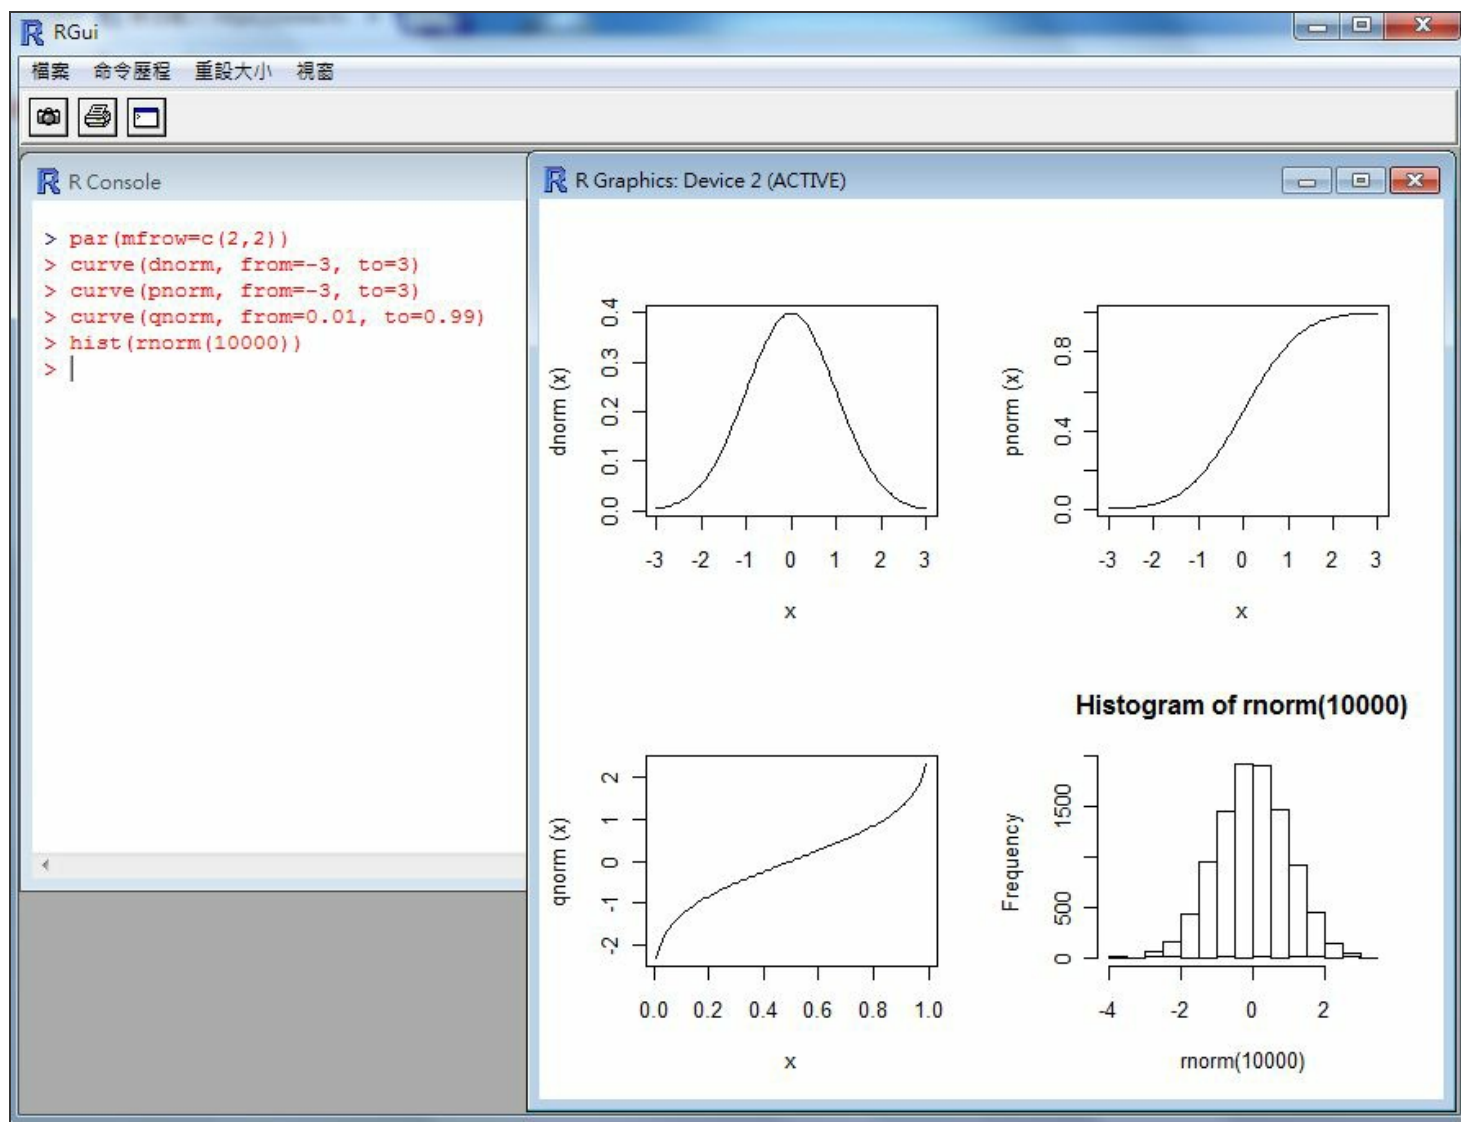 RGui
檔案 命令歷程 重設大小 視窗
R Console
> par(mfrow=c(2,2))
> curve(dnorm, from=-3, to=3)
> curve(pnorm, from=-3, to=3)
> curve(qnorm, from=0.01, to=0.99)
> hist(rnorm(10000))
>
R Graphics: Device 2 (ACTIVE)
dnorm (x)
0.0 0.1 0.2 0.3 0.4
-3 -2 -1 0 1 2 3
x
pnorm (x)
0.0 0.4 0.8
-3 -2 -1 0 1 2 3
x
qnorm (x)
-2 -1 0 1 2
0.0 0.2 0.4 0.6 0.8 1.0
x
Histogram of rnorm(10000)
Frequency
0 500 1500
-4 -2 0 2
rnorm(10000)